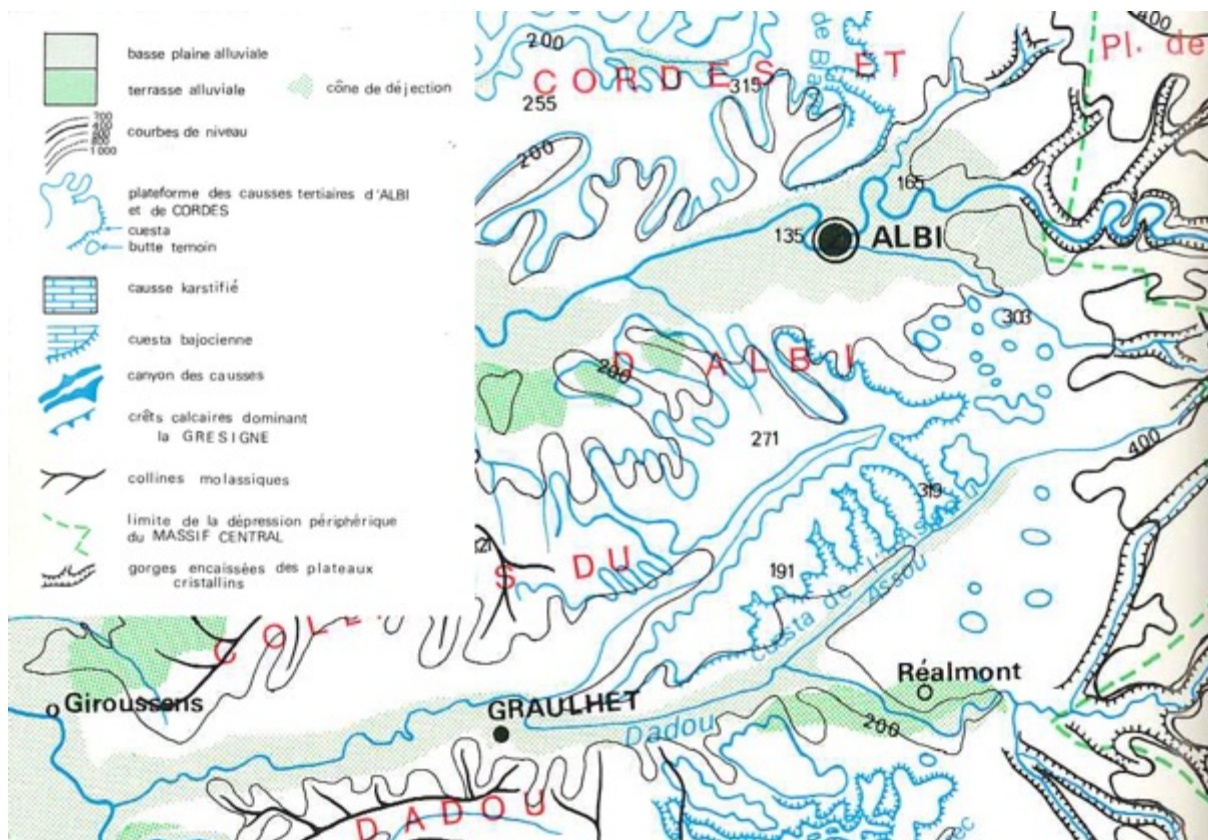 basse plaine alluviale
terrasse alluviale
cône de déjection
700
400
600
800
1 000
courbes de niveau
plateforme des causses tertiaires d'ALBI
et de CORDES
cuesta
butte temoin
causse karstifié
cuesta bajocienne
canyon des causses
crêts calcaires dominant
la GRESIGNE
collines molassiques
limite de la dépression périphérique
du MASSIF CENTRAL
gorges encaissées des plateaux
cristallins
200
CORDES ET
315
255
200
400
Pl. de
165
135
ALBI
303
200
D'ALBI
271
400
319
191
S DU
Cuesta de l'Assou
Assou
Giroussens
GRAULHET
Dadou
Réalmont
200
DADOU